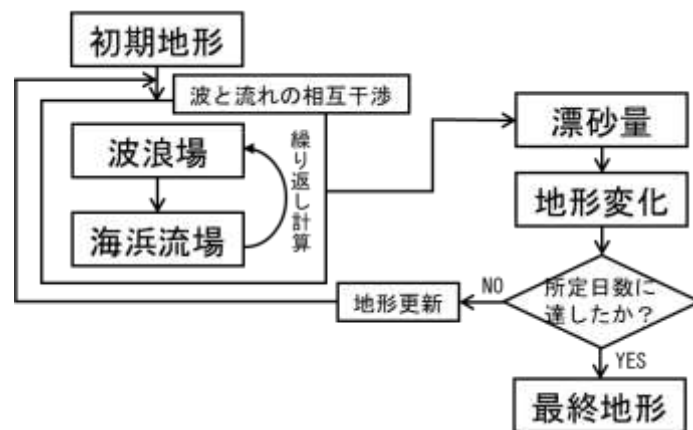 初期地形
波と流れの相互干渉
波浪場
海浜流場
繰り返し計算
漂砂量
地形変化
所定日数に
達したか？
NO
地形更新
YES
最終地形